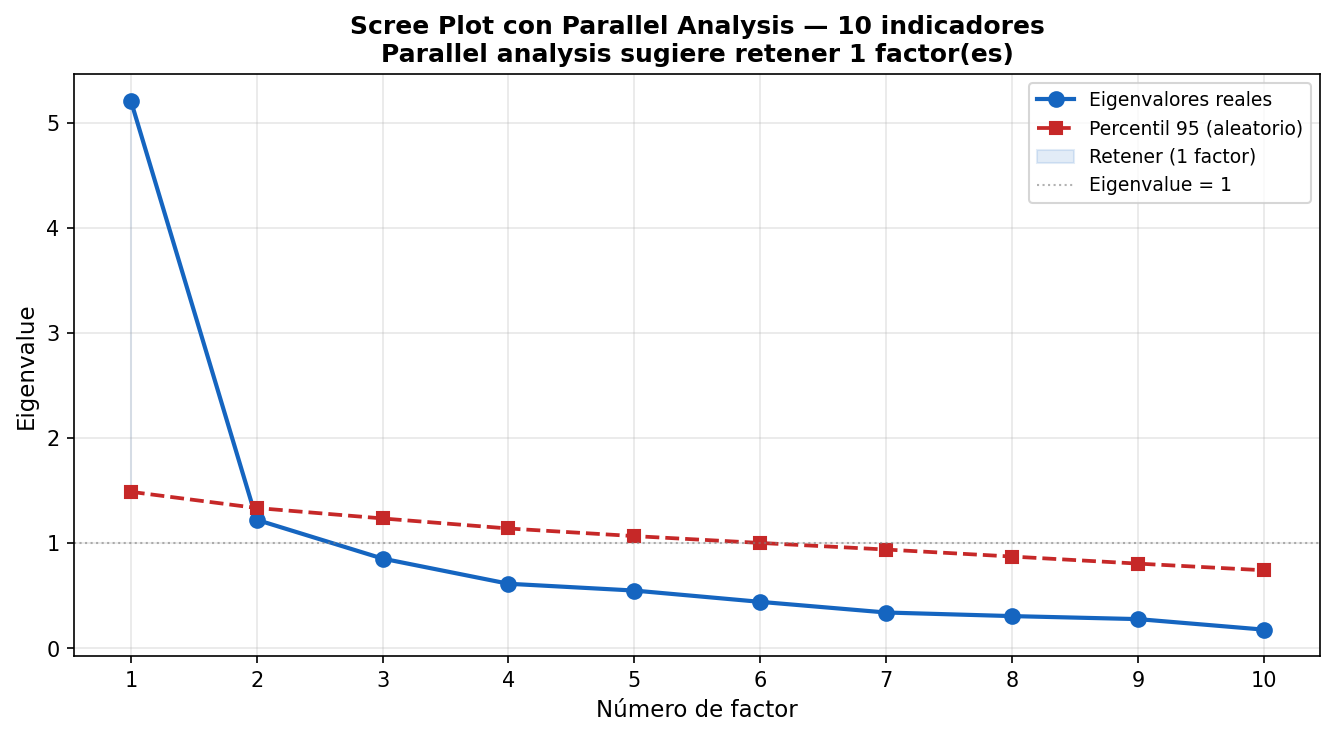 Scree Plot con Parallel Analysis — 10 indicadores
Parallel analysis sugiere retener 1 factor(es)
Eigenvalores reales
Percentil 95 (aleatorio)
Retener (1 factor)
Eigenvalue = 1
Eigenvalue
5
4
3
2
1
0
1 2 3 4 5 6 7 8 9 10
Número de factor